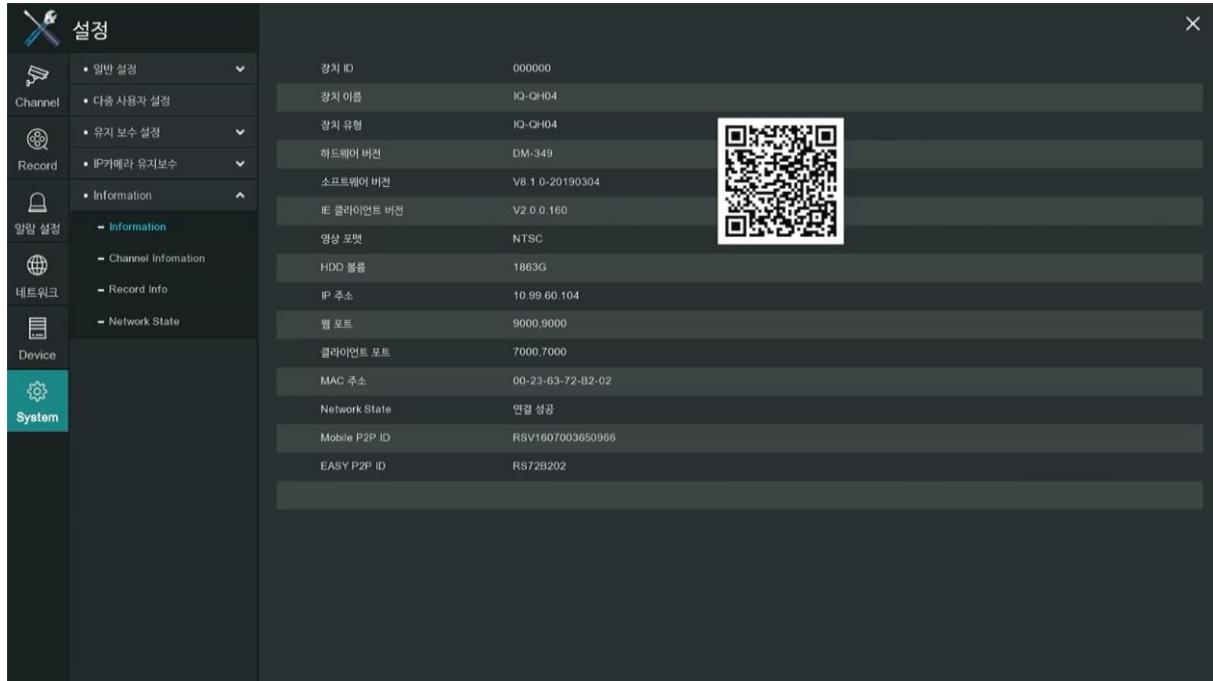 설정
Channel
Record
알람 설정
네트워크
Device
System
일반 설정
다중 사용자 설정
유지 보수 설정
IP카메라 유지보수
Information
Information
Channel Infomation
Record Info
Network State
장치 ID 000000
장치 이름 IQ-QH04
장치 유형 IQ-QH04
하드웨어 버전 DM-349
소프트웨어 버전 V8.1.0-20190304
IE 클라이언트 버전 V2.0.0.160
영상 포맷 NTSC
HDD 볼륨 1863G
IP 주소 10.99.60.104
웹 포트 9000,9000
클라이언트 포트 7000,7000
MAC 주소 00-23-63-72-B2-02
Network State 연결 성공
Mobile P2P ID RSV1607003650966
EASY P2P ID RS72B202